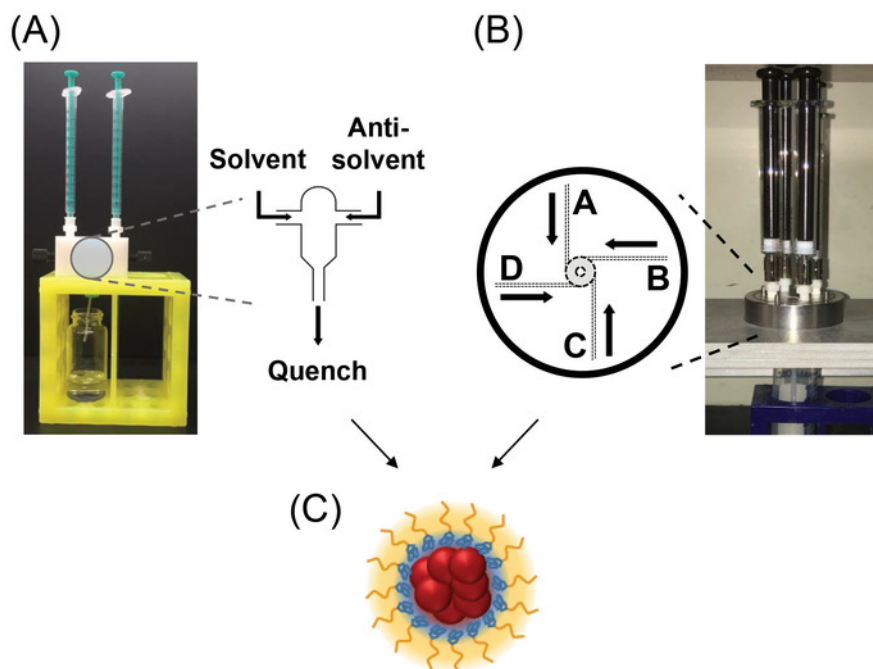 (A)
Solvent
Anti-
solvent
Quench
(B)
A
B
C
D
(C)